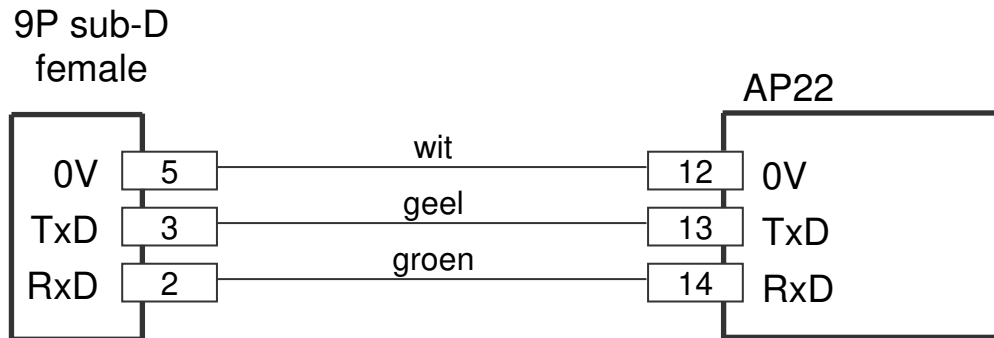 9P sub-D
female
AP22
wit
0V 5 12 0V
geel
TxD 3 13 TxD
groen
RxD 2 14 RxD